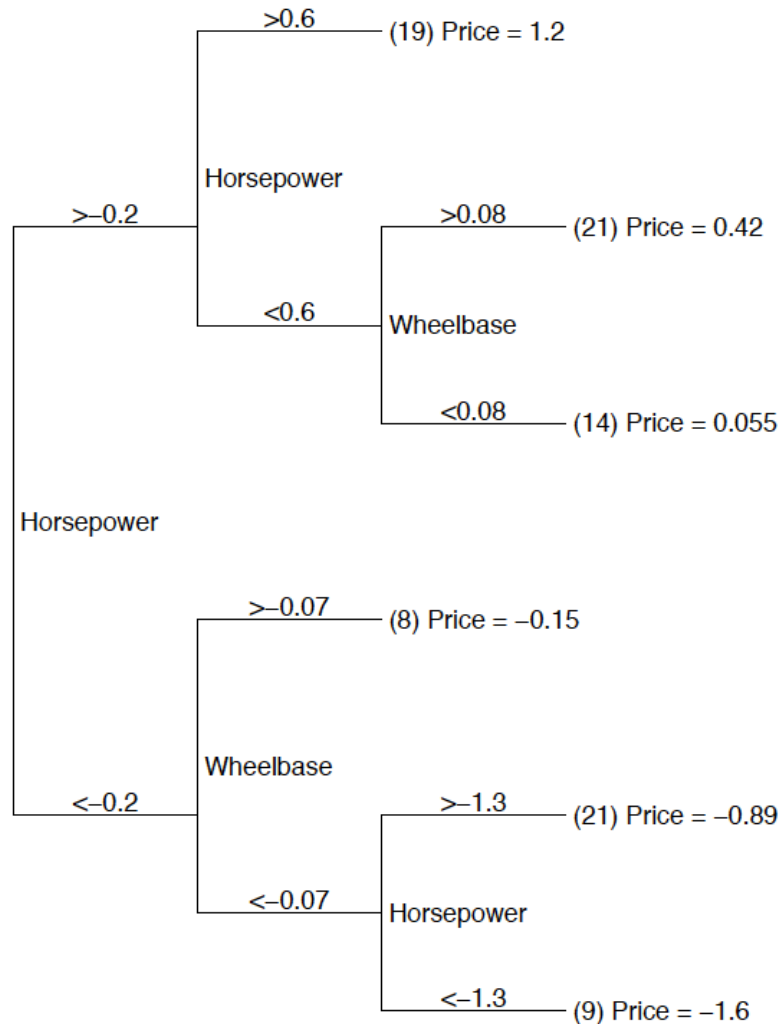 >0.6
(19) Price = 1.2
Horsepower
>−0.2
>0.08
(21) Price = 0.42
<0.6
Wheelbase
<0.08
(14) Price = 0.055
Horsepower
>−0.07
(8) Price = −0.15
Wheelbase
<−0.2
>−1.3
(21) Price = −0.89
<−0.07
Horsepower
<−1.3
(9) Price = −1.6